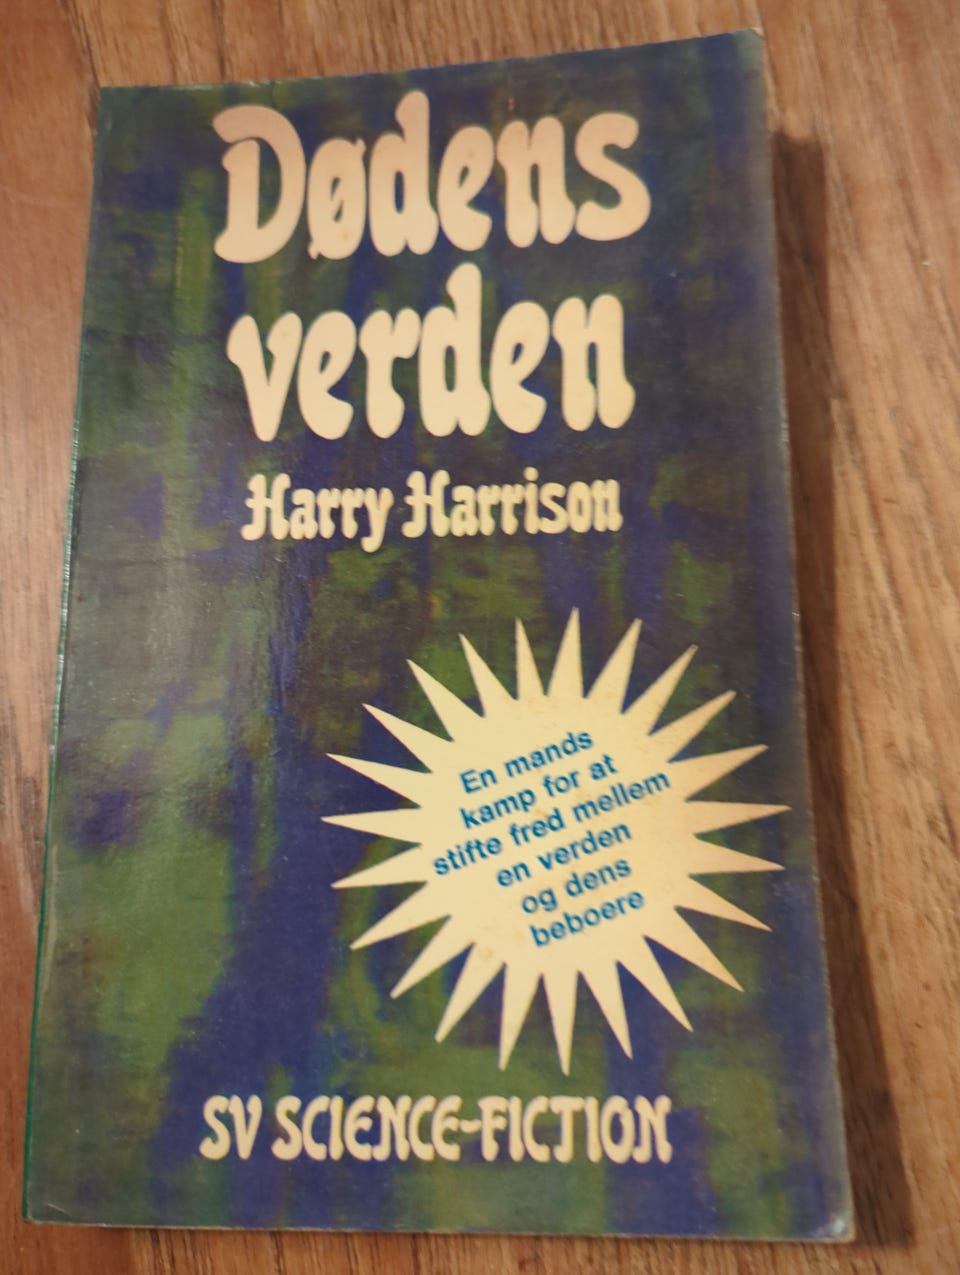 Dødens
verden
Harry Harrison
En mands
kamp for at
stifte fred mellem
en verden
og dens
beboere
SV SCIENCE-FICTION